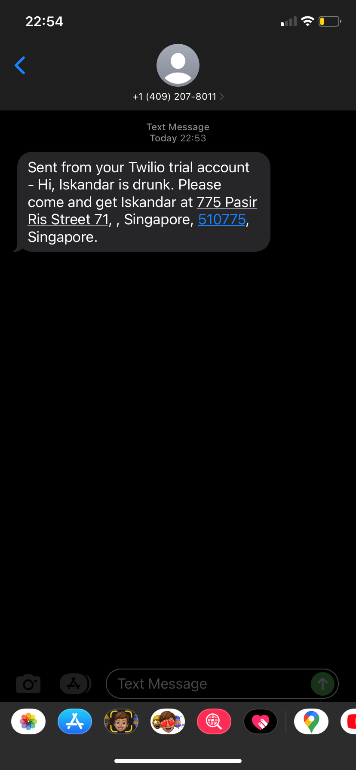 22:54
+1 (409) 207-8011
Text Message
Today 22:53
Sent from your Twilio trial account
- Hi, Iskandar is drunk. Please
come and get Iskandar at 775 Pasir
Ris Street 71, , Singapore, 510775,
Singapore.
Text Message